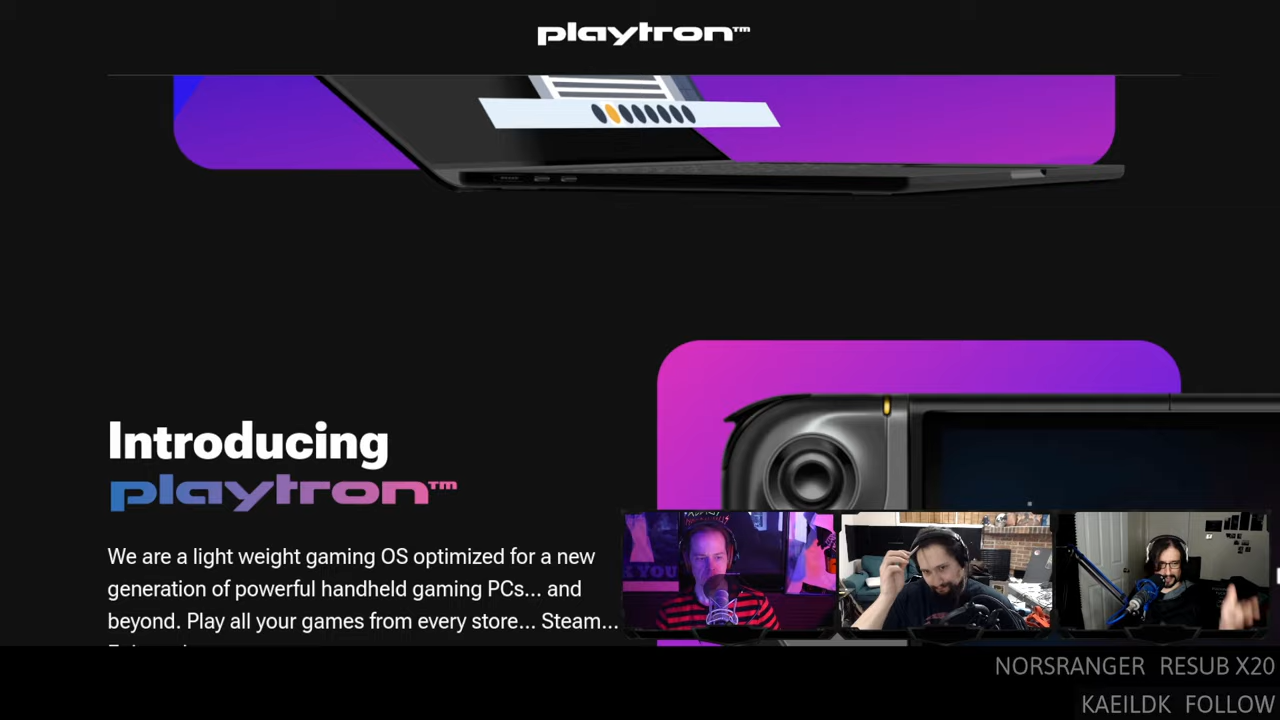 playtron™
Introducing
playtron™
We are a light weight gaming OS optimized for a new
generation of powerful handheld gaming PCs... and
beyond. Play all your games from every store... Steam...
YOU
NORSRANGER RESUB X20
KAEILDK FOLLOW